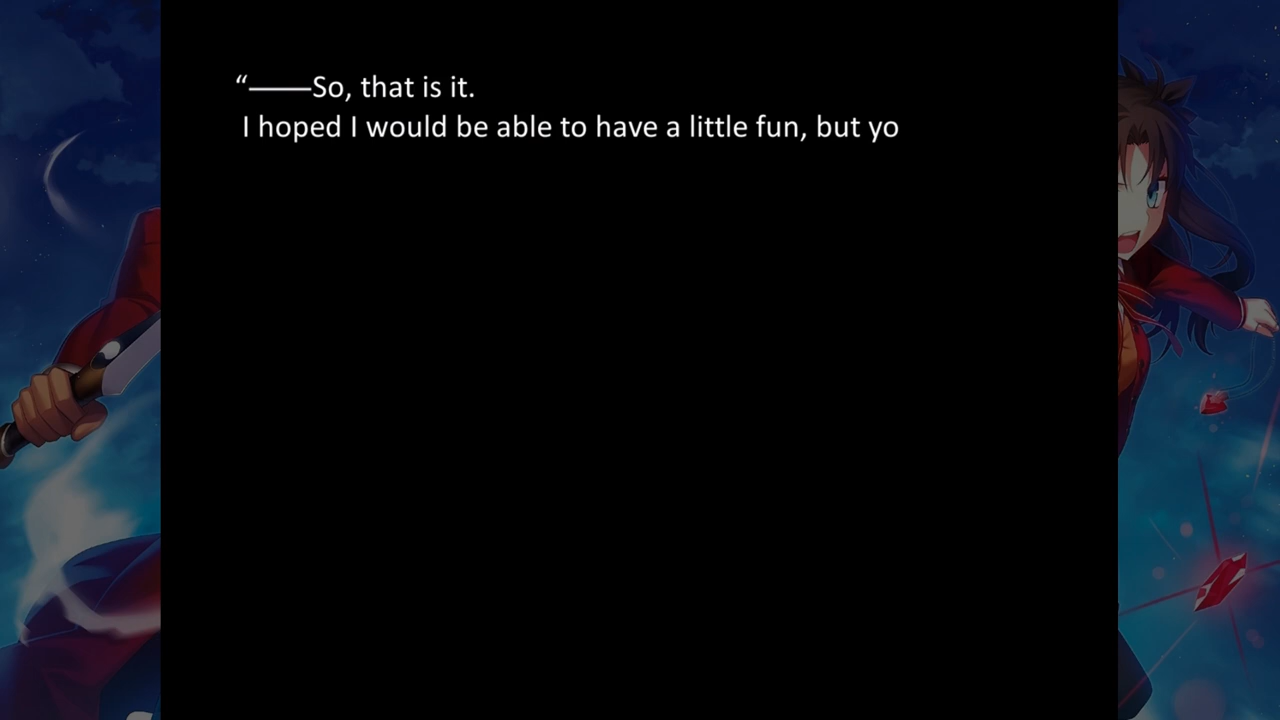 “———So, that is it.
I hoped I would be able to have a little fun, but yo